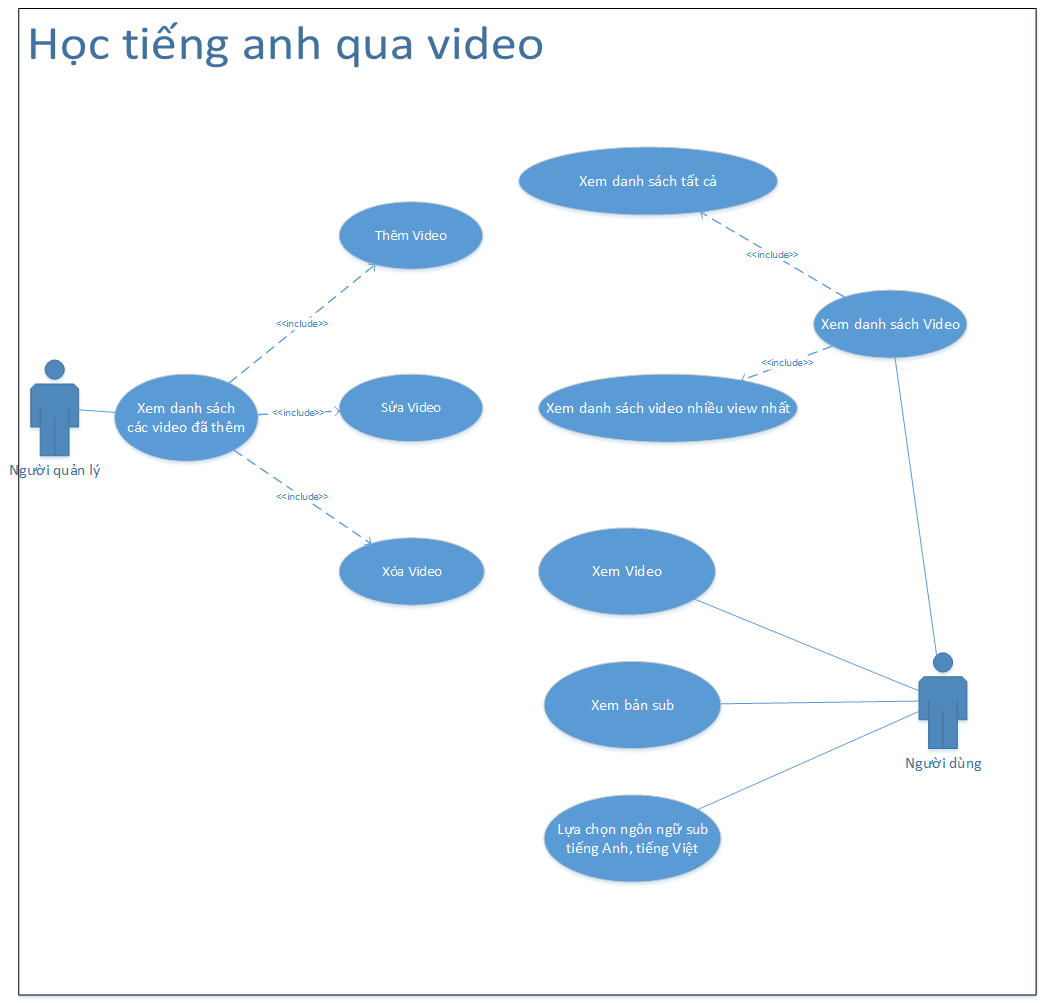 Học tiếng anh qua video
Xem danh sách tất cả
Thêm Video
<<include>>
Xem danh sách Video
<<include>>
<<include>>
Xem danh sách
các video đã thêm
<<include>>
Sửa Video
Xem danh sách video nhiều view nhất
Người quản lý
<<include>>
Xóa Video
Xem Video
Xem bản sub
Người dùng
Lựa chọn ngôn ngữ sub
tiếng Anh, tiếng Việt